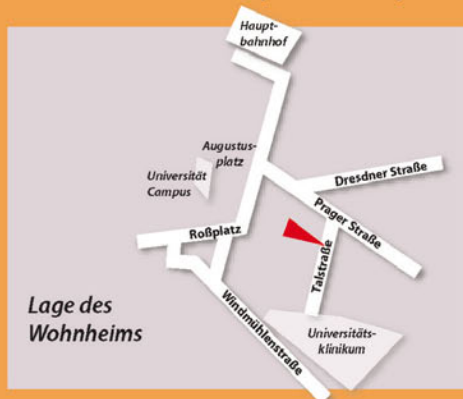 Haupt-
bahnhof
Augustus-
platz
Universität
Campus
Dresdner Straße
Prager Straße
Roßplatz
Talstraße
Windmühlenstraße
Lage des
Wohnheims
Universitäts-
klinikum